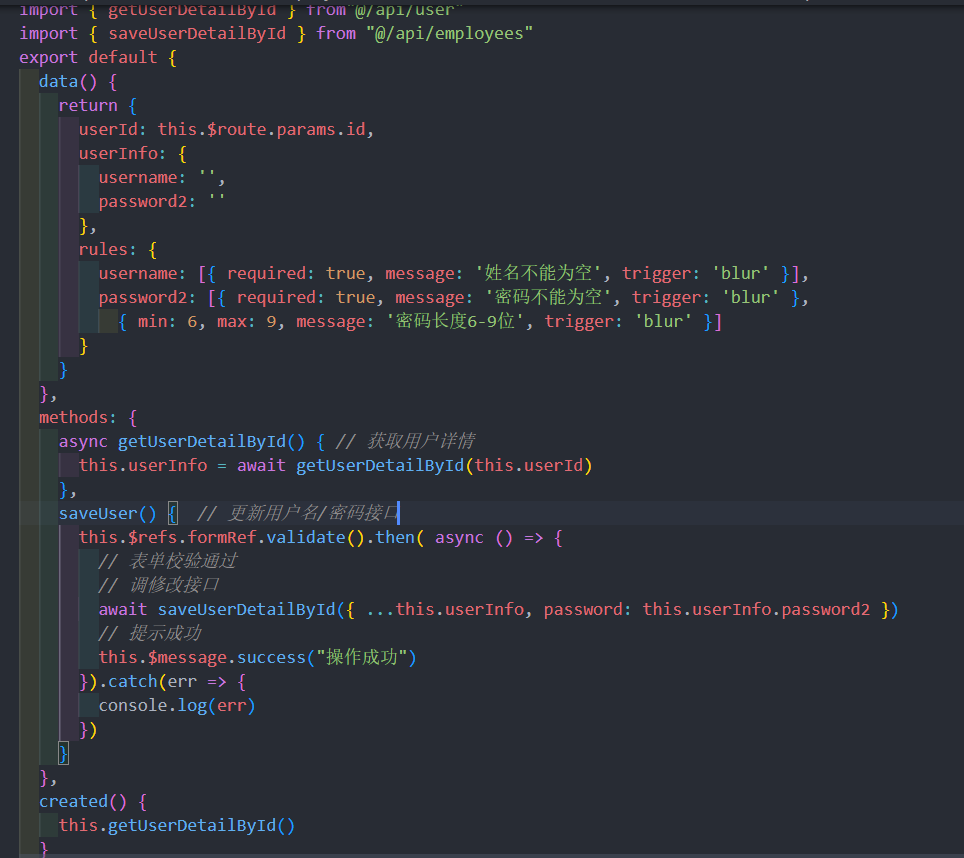 import { getUserDetailById } from"@/api/user"
import { saveUserDetailById } from "@/api/employees"
export default {
  data() {
    return {
      userId: this.$route.params.id,
      userInfo: {
        username: '',
        password2: ''
      },
      rules: {
        username: [{ required: true, message: '姓名不能为空', trigger: 'blur' }],
        password2: [{ required: true, message: '密码不能为空', trigger: 'blur' },
          { min: 6, max: 9, message: '密码长度6-9位', trigger: 'blur' }]
      }
    }
  },
  methods: {
    async getUserDetailById() { // 获取用户详情
      this.userInfo = await getUserDetailById(this.userId)
    },
    saveUser() {  // 更新用户名/密码接口
      this.$refs.formRef.validate().then( async () => {
        // 表单校验通过
        // 调修改接口
        await saveUserDetailById({ ...this.userInfo, password: this.userInfo.password2 })
        // 提示成功
        this.$message.success("操作成功")
      }).catch(err => {
        console.log(err)
      })
    }
  },
  created() {
    this.getUserDetailById()
  }